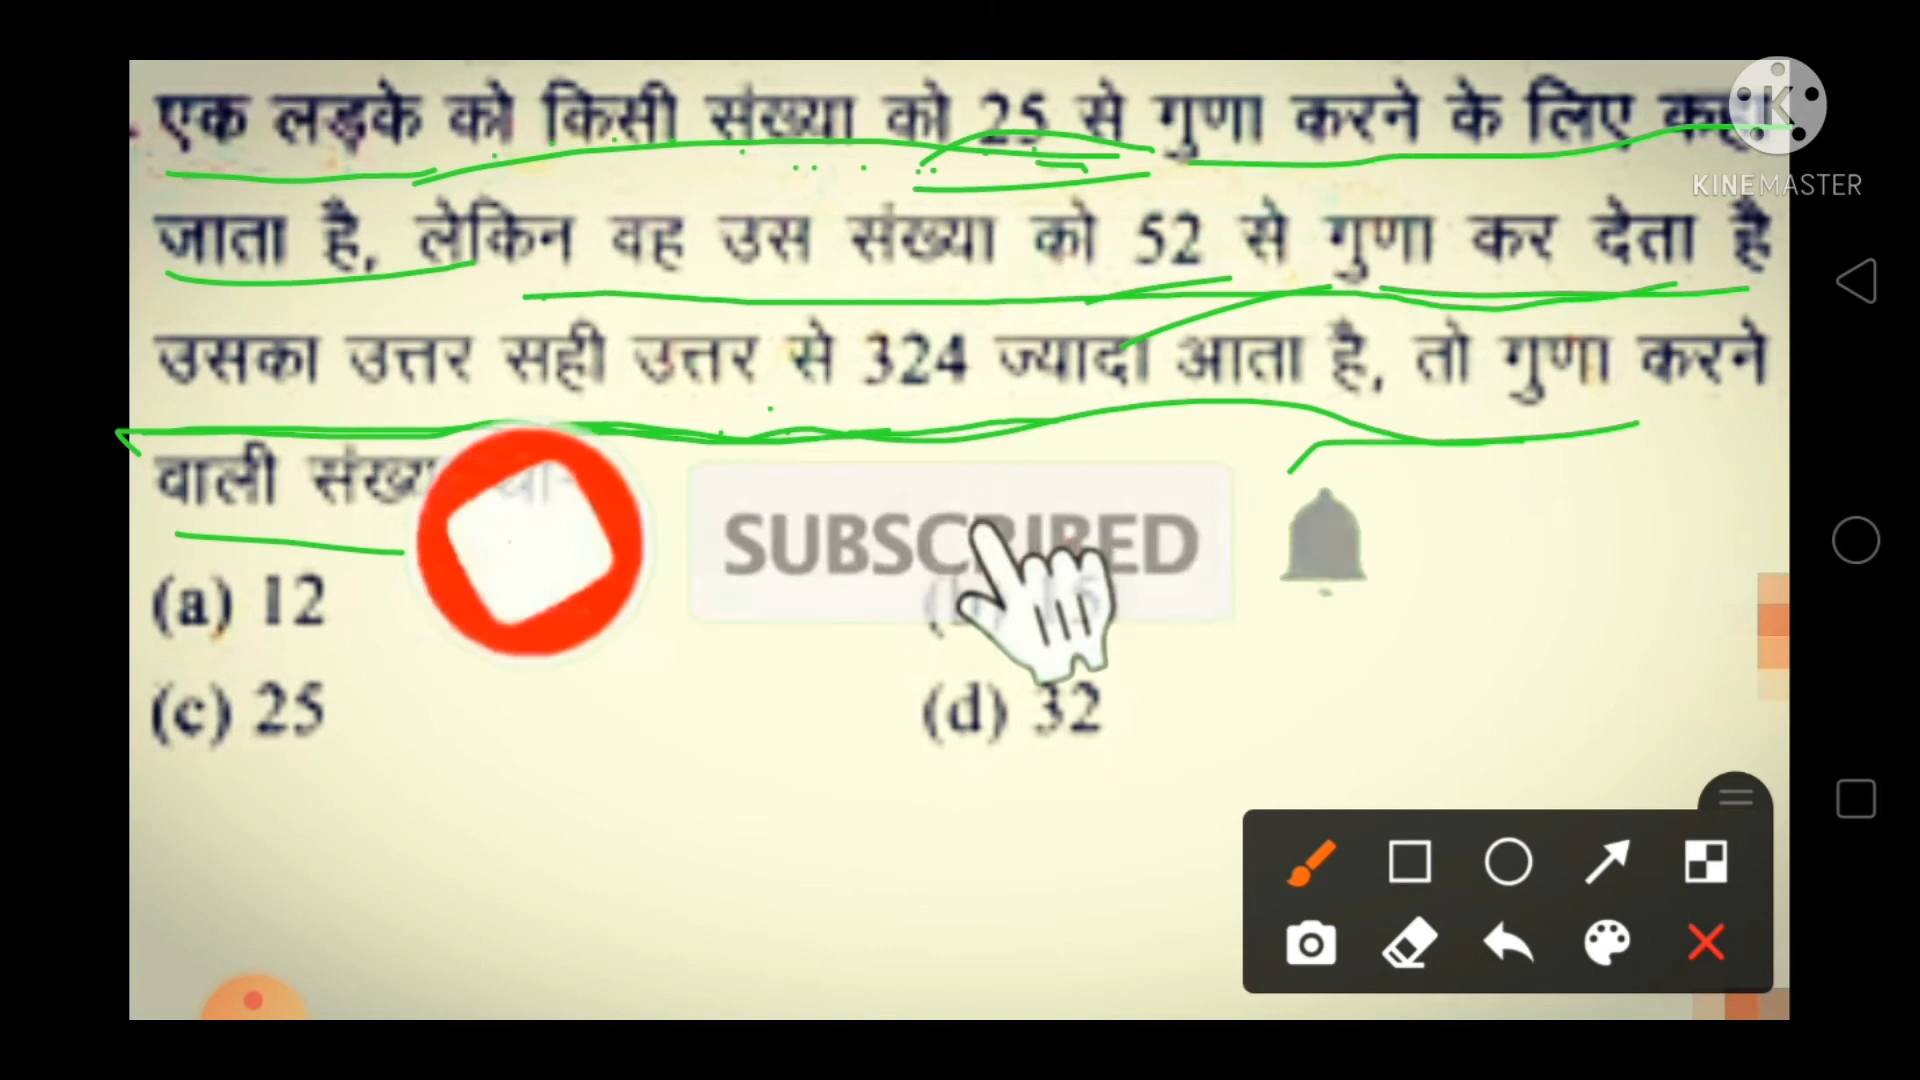 एक लड़के को किसी संख्या को 25 से गुणा करने के लिए कहा
KINEMASTER
जाता है, लेकिन वह उस संख्या को 52 से गुणा कर देता है
उसका उत्तर सही उत्तर से 324 ज्यादा आता है, तो गुणा करने
वाली संख्या थी-
SUBSCRIBED
(a) 12
(c) 25
(d) 32